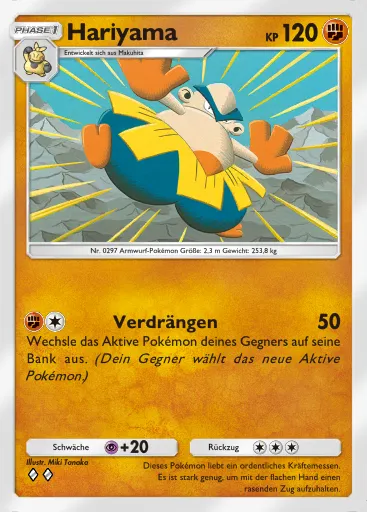 PHASE 1
Hariyama
KP 120
Entwickelt sich aus Makuhita
Nr. 0297 Armwurf-Pokémon Größe: 2,3 m Gewicht: 253,8 kg
Verdrängen 50
Wechsle das Aktive Pokémon deines Gegners auf seine
Bank aus. (Dein Gegner wählt das neue Aktive
Pokémon.)
Schwäche +20 Rückzug
Illustr. Miki Tanaka
Dieses Pokémon liebt ein ordentliches Kräftemessen.
Es ist stark genug, um mit der flachen Hand einen
rasenden Zug aufzuhalten.